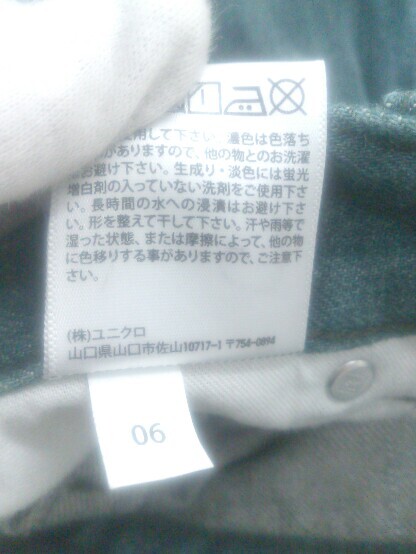 用して下さい。濃色は色落ち
がありますので、他の物とのお洗濯
お避け下さい。生成り・淡色には蛍光
増白剤の入っていない洗剤をご使用下さ
い。長時間の水への浸漬はお避け下さ
い。形を整えて干して下さい。汗や雨等で
湿った状態、または摩擦によって、他の物
に色移りする事がありますので、ご注意下
さい。
(株)ユニクロ
山口県山口市佐山10717-1 〒754-0894
06